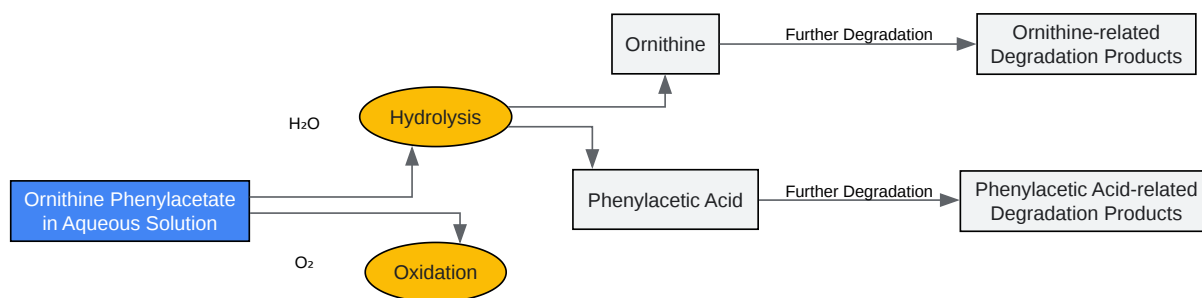 Ornithine Phenylacetate
in Aqueous Solution
H₂O
Hydrolysis
O₂
Oxidation
Ornithine
Further Degradation
Ornithine-related
Degradation Products
Phenylacetic Acid
Further Degradation
Phenylacetic Acid-related
Degradation Products